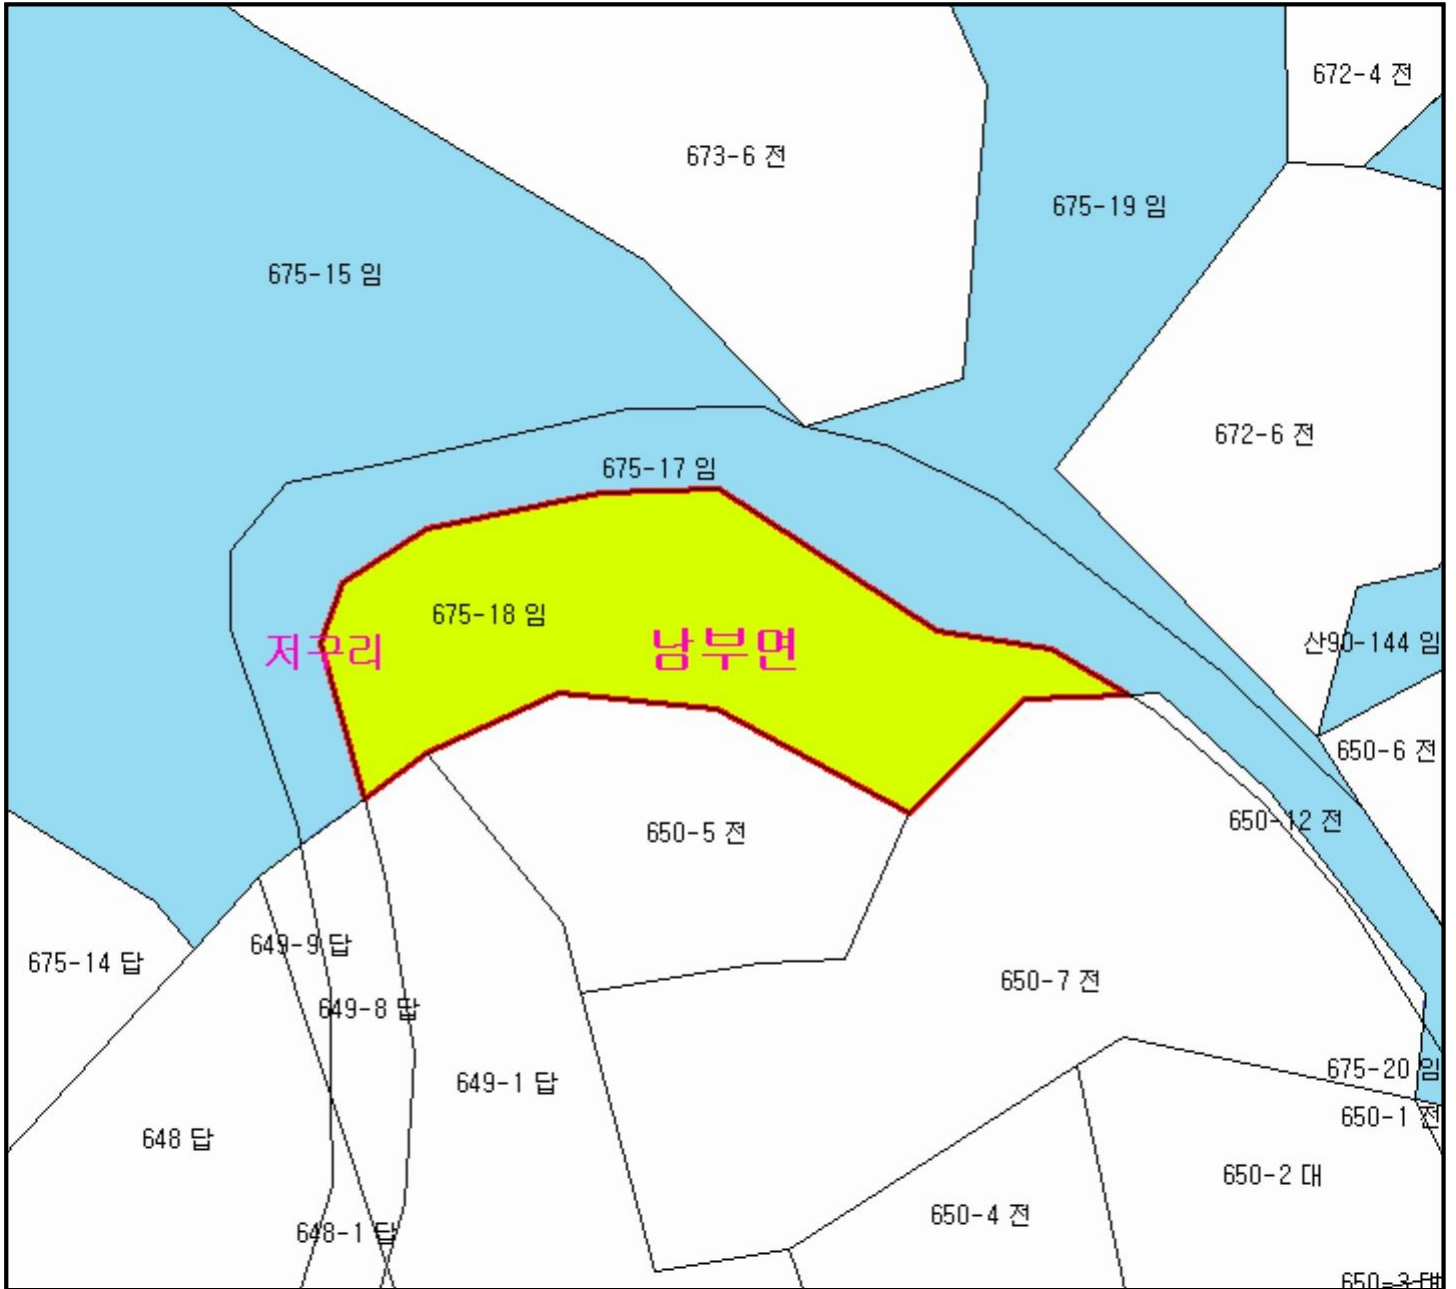 672-4 전
673-6 전
675-19 임
675-15 임
672-6 전
675-17 임
675-18 임
저구리
남부면
산90-144 임
650-6 전
650-12 전
650-5 전
649-9 답
675-14 답
650-7 전
649-8 답
675-20 임
649-1 답
650-1 전
648 답
650-2 대
650-4 전
648-1 답
650-3 대